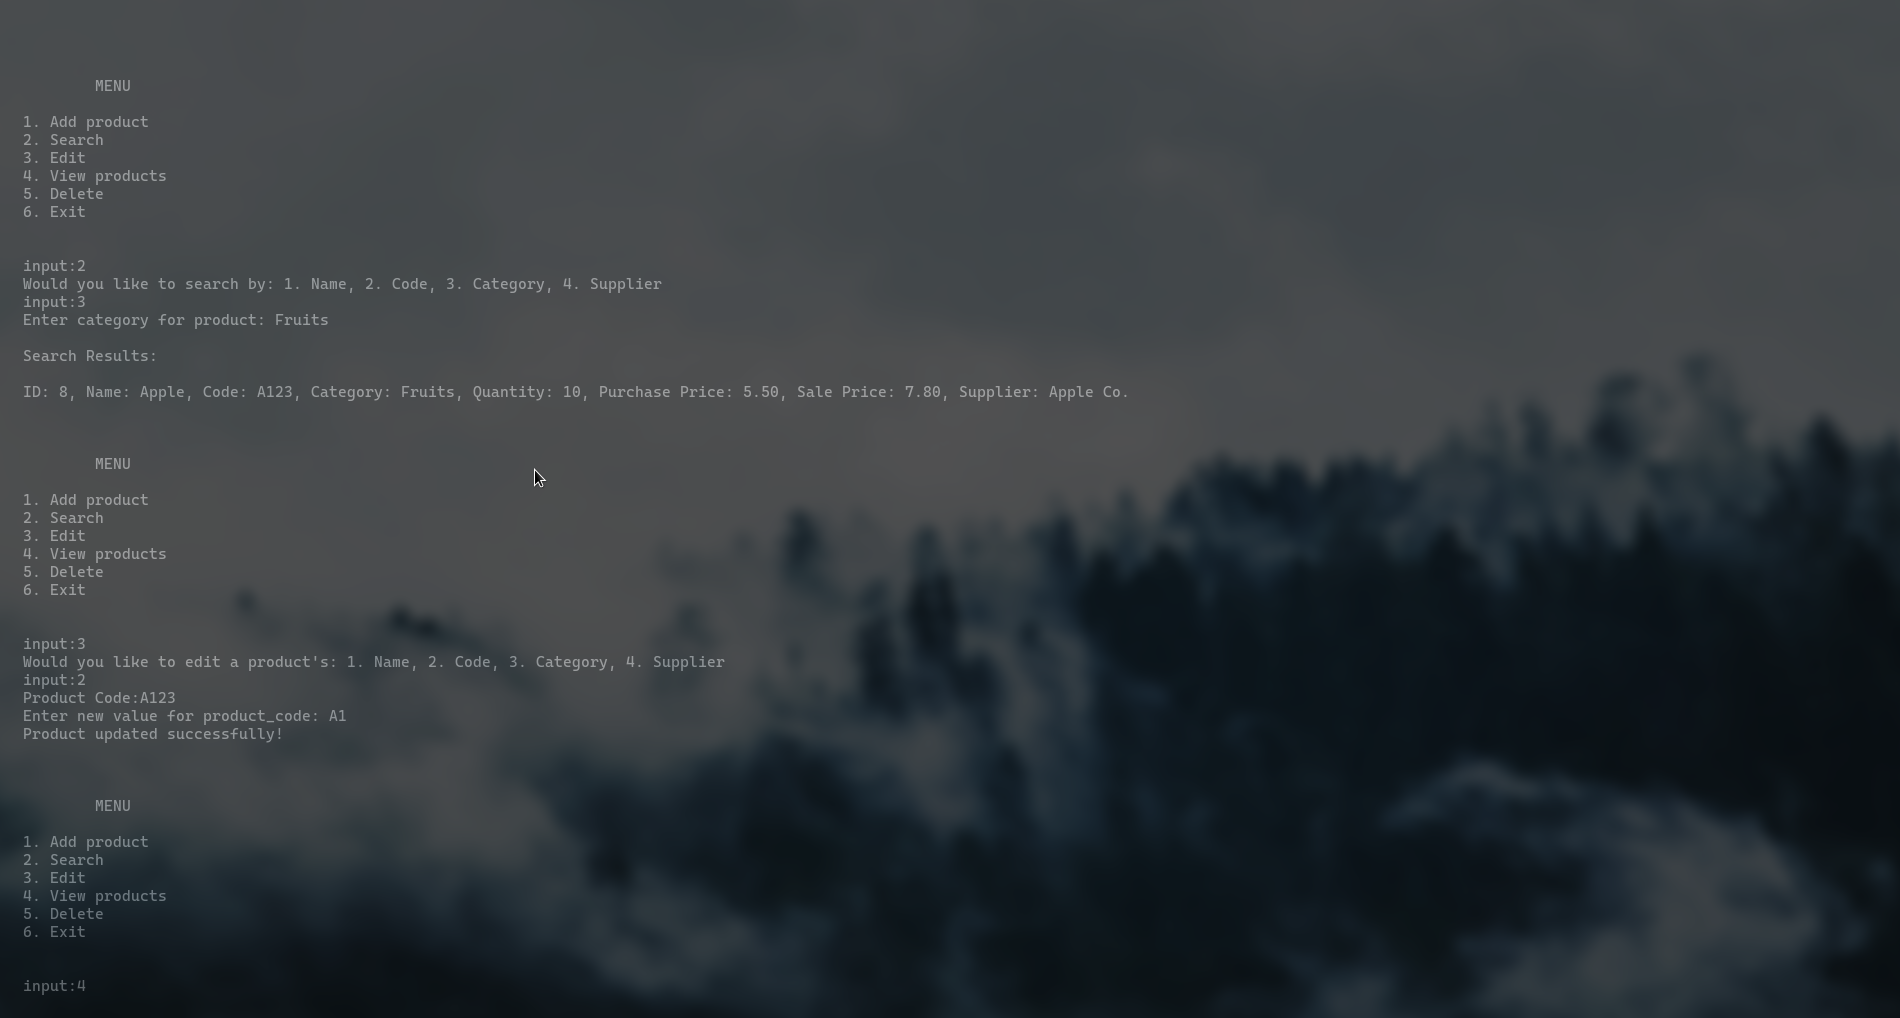 MENU
1. Add product
2. Search
3. Edit
4. View products
5. Delete
6. Exit
input:2
Would you like to search by: 1. Name, 2. Code, 3. Category, 4. Supplier
input:3
Enter category for product: Fruits
Search Results:
ID: 8, Name: Apple, Code: A123, Category: Fruits, Quantity: 10, Purchase Price: 5.50, Sale Price: 7.80, Supplier: Apple Co.
MENU
1. Add product
2. Search
3. Edit
4. View products
5. Delete
6. Exit
input:3
Would you like to edit a product's: 1. Name, 2. Code, 3. Category, 4. Supplier
input:2
Product Code:A123
Enter new value for product_code: A1
Product updated successfully!
MENU
1. Add product
2. Search
3. Edit
4. View products
5. Delete
6. Exit
input:4